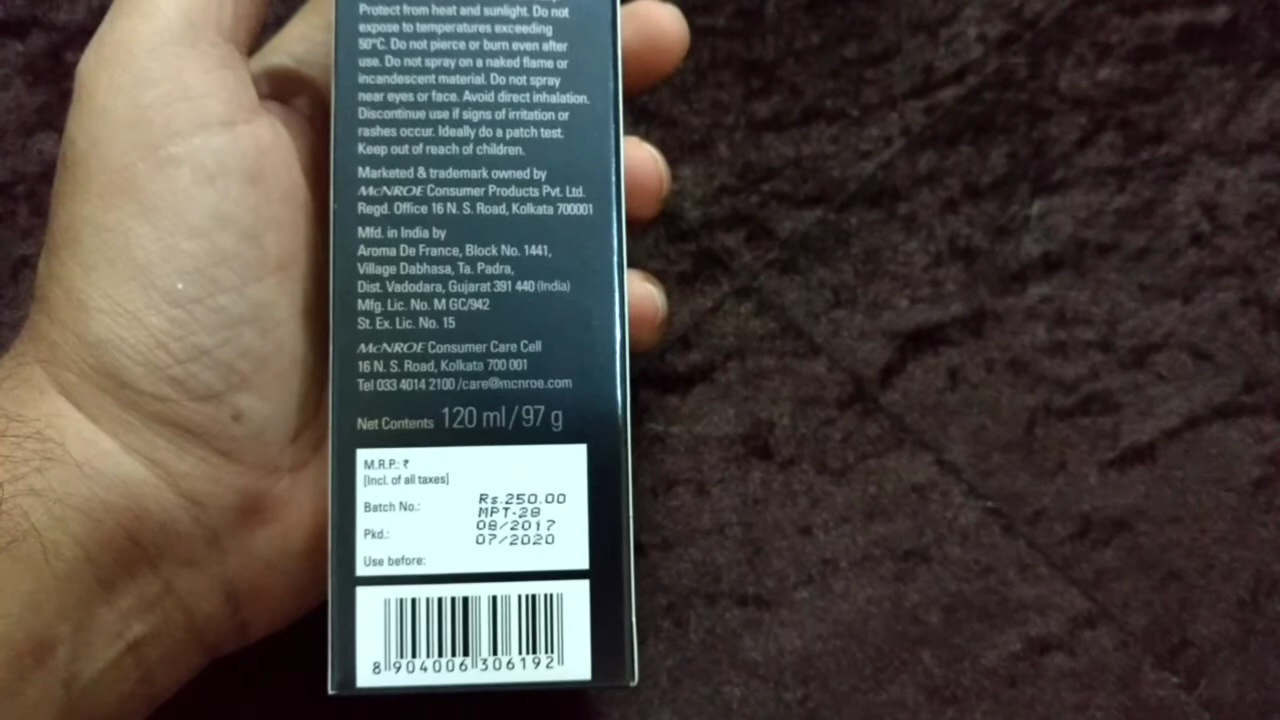 Protect from heat and sunlight. Do not
expose to temperatures exceeding
50°C. Do not pierce or burn even after
use. Do not spray on a naked flame or
incandescent material. Do not spray
near eyes or face. Avoid direct inhalation.
Discontinue use if signs of irritation or
rashes occur. Ideally do a patch test.
Keep out of reach of children.
Marketed & trademark owned by
McNROE Consumer Products Pvt. Ltd.
Regd. Office 16 N. S. Road, Kolkata 700001
Mfd. in India by
Aroma De France, Block No. 1441,
Village Dabhasa, Ta. Padra,
Dist. Vadodara, Gujarat 391 440 (India)
Mfg. Lic. No. M GC/942
St. Ex. Lic. No. 15
McNROE Consumer Care Cell
16 N. S. Road, Kolkata 700 001
Tel 033 4014 2100 /care@mcnroe.com
Net Contents 120 ml / 97 g
M.R.P.: ₹
[Incl. of all taxes]
Rs.250.00
Batch No.: MPT-28
08/2017
Pkd.: 07/2020
Use before:
8 904006 306192